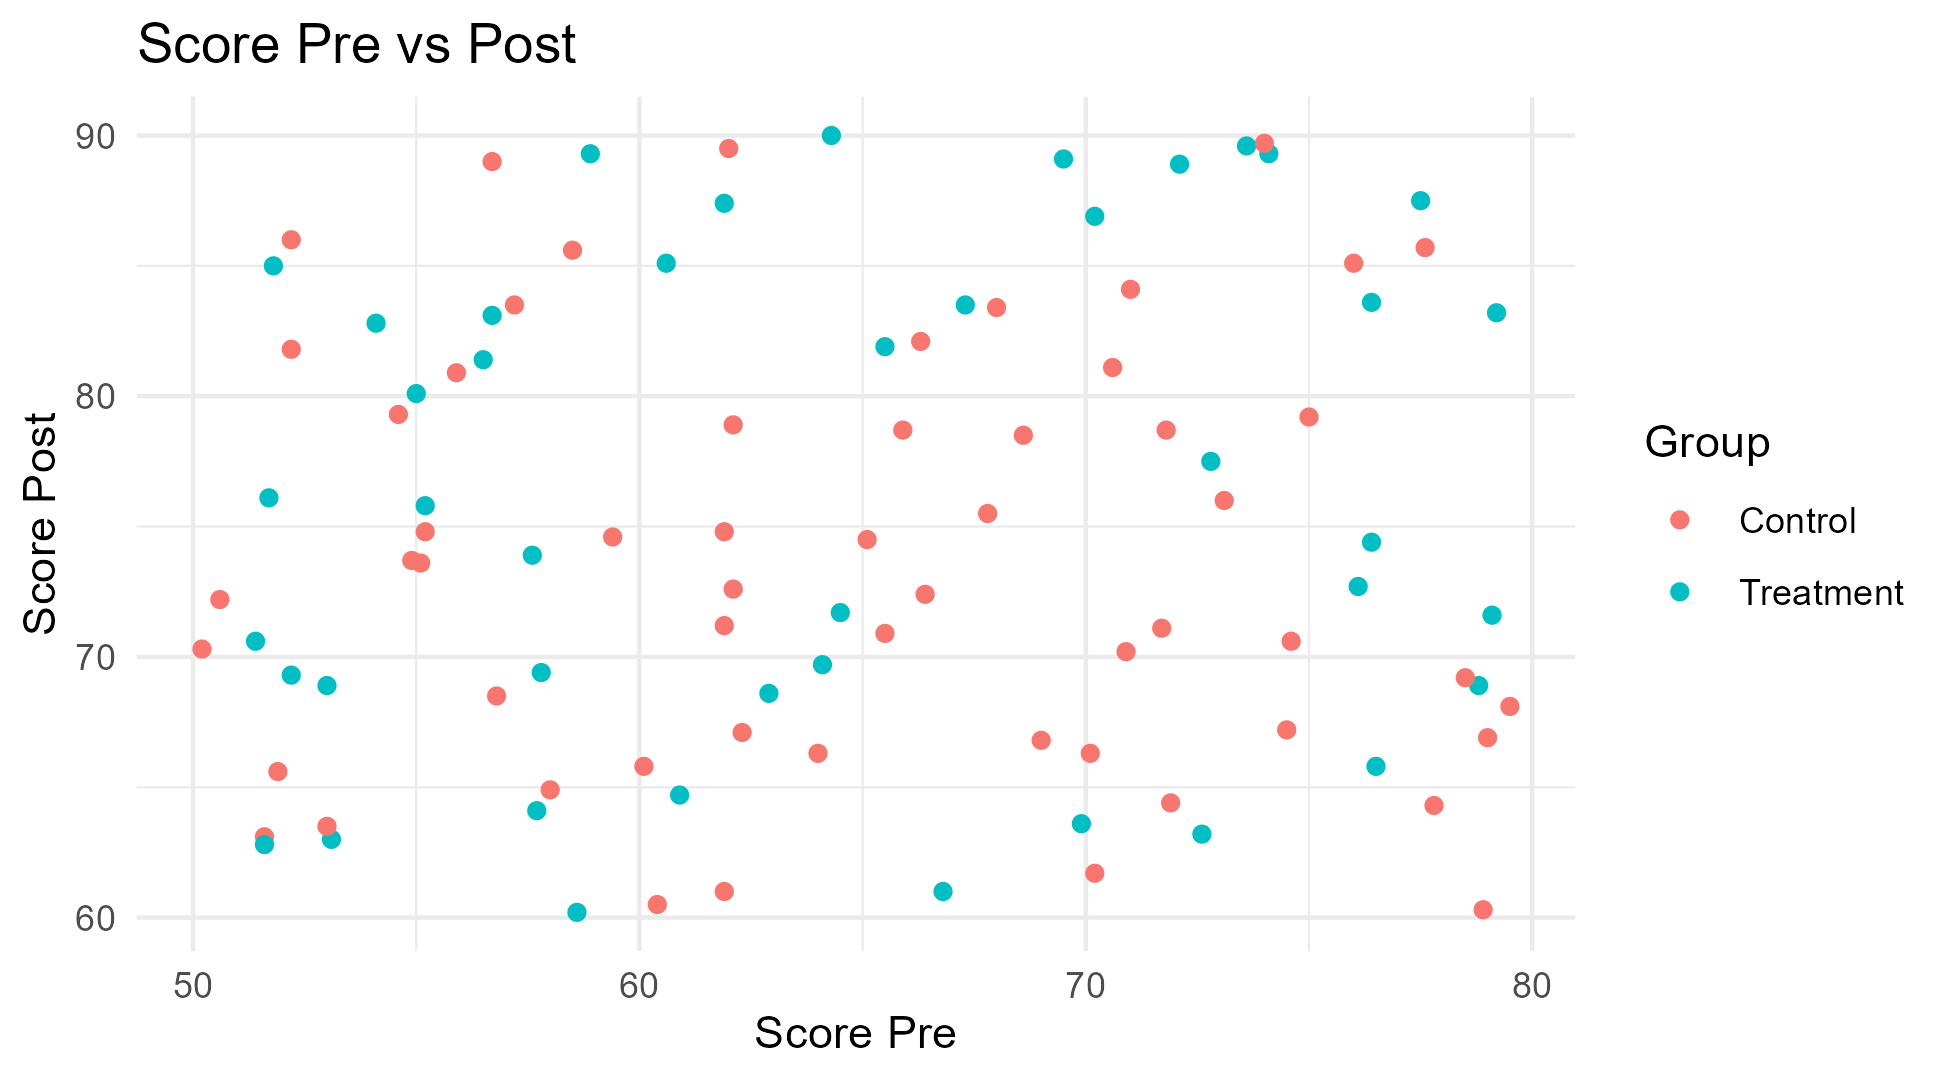 Score Pre vs Post
90
80
70
60
Score Post
50
60
70
80
Score Pre
Group
Control
Treatment